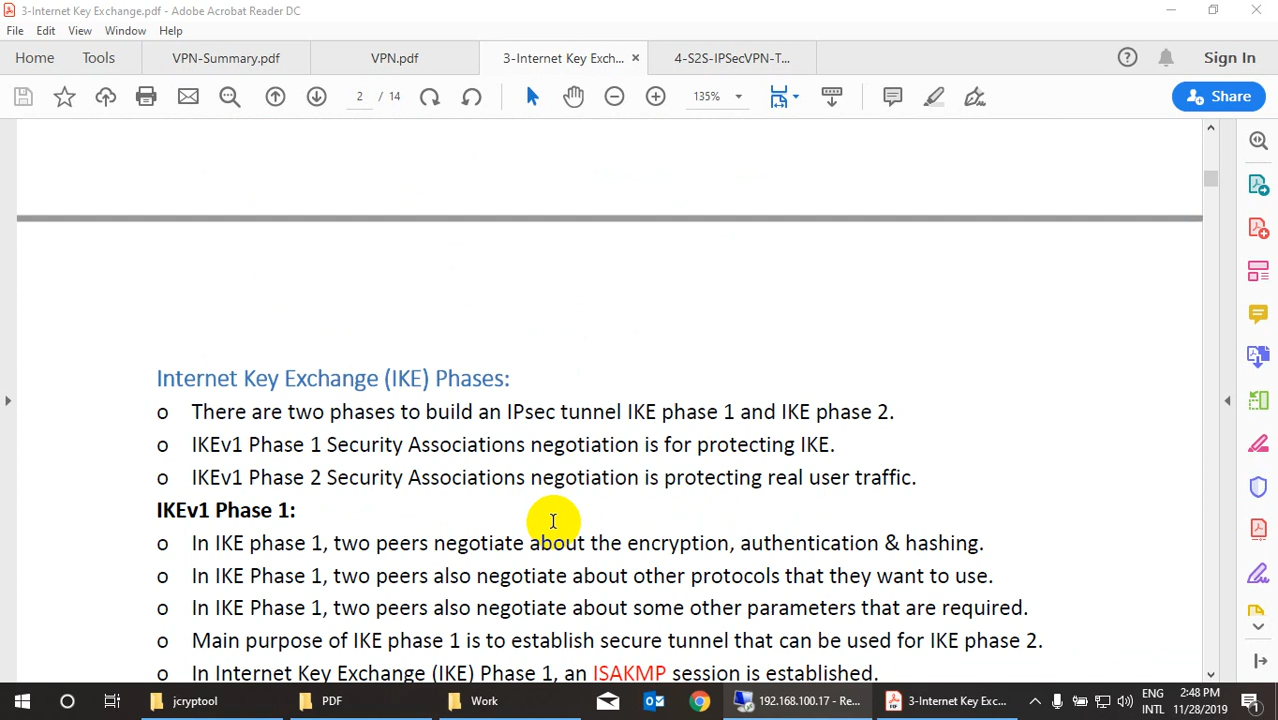 3-Internet Key Exchange.pdf - Adobe Acrobat Reader DC
File Edit View Window Help
Home Tools VPN-Summary.pdf VPN.pdf 3-Internet Key Exch... × 4-S2S-IPSecVPN-T... Sign In
2 / 14 135% Share
Internet Key Exchange (IKE) Phases:
o There are two phases to build an IPsec tunnel IKE phase 1 and IKE phase 2.
o IKEv1 Phase 1 Security Associations negotiation is for protecting IKE.
o IKEv1 Phase 2 Security Associations negotiation is protecting real user traffic.
IKEv1 Phase 1:
o In IKE phase 1, two peers negotiate about the encryption, authentication & hashing.
o In IKE Phase 1, two peers also negotiate about other protocols that they want to use.
o In IKE Phase 1, two peers also negotiate about some other parameters that are required.
o Main purpose of IKE phase 1 is to establish secure tunnel that can be used for IKE phase 2.
o In Internet Key Exchange (IKE) Phase 1, an ISAKMP session is established.
jcryptool PDF Work 192.168.100.17 - Re... 3-Internet Key Exc... ENG 2:48 PM
INTL 11/28/2019 1